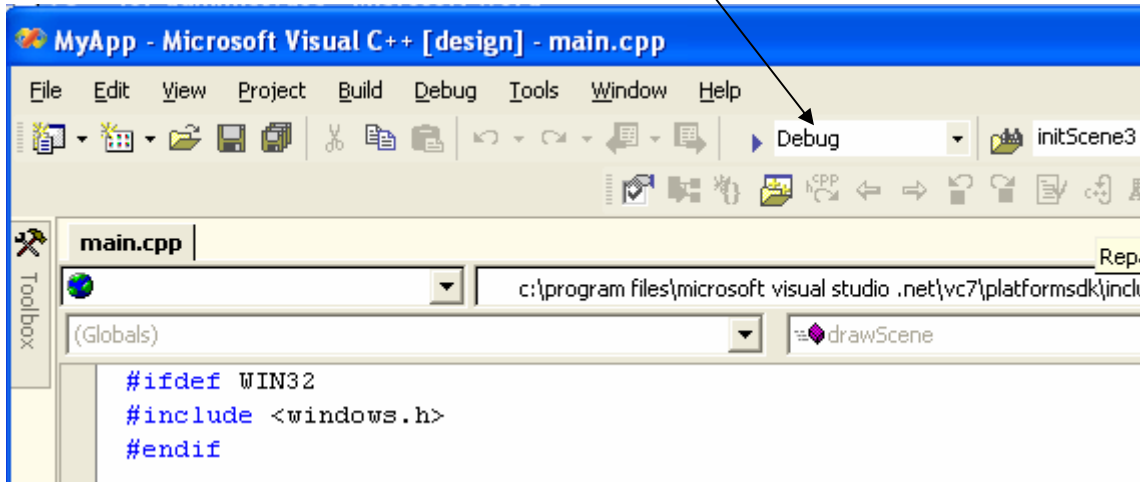 MyApp - Microsoft Visual C++ [design] - main.cpp
File Edit View Project Build Debug Tools Window Help
Debug initScene3
main.cpp
Toolbox
c:\program files\microsoft visual studio .net\vc7\platformsdk\inclu
(Globals) drawScene
#ifdef WIN32
#include <windows.h>
#endif